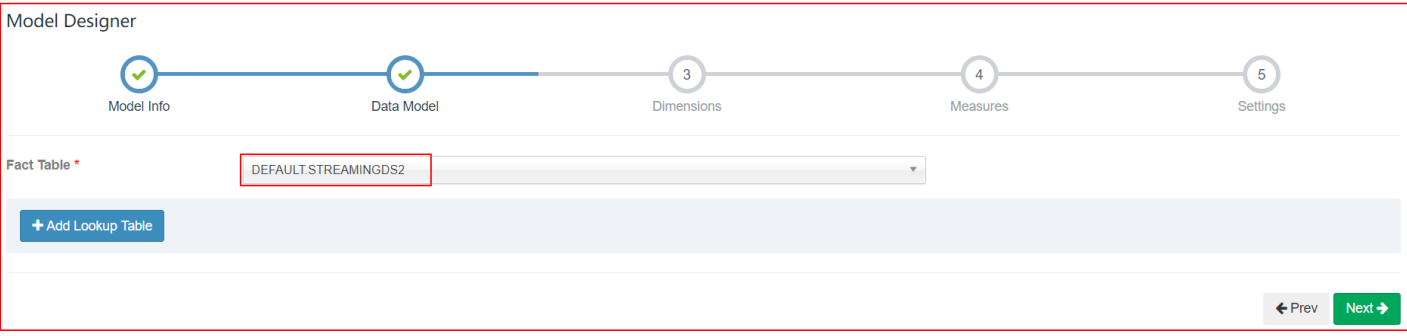 Model Designer
3 4 5
Model Info Data Model Dimensions Measures Settings
Fact Table * DEFAULT.STREAMINGDS2
+ Add Lookup Table
← Prev Next →